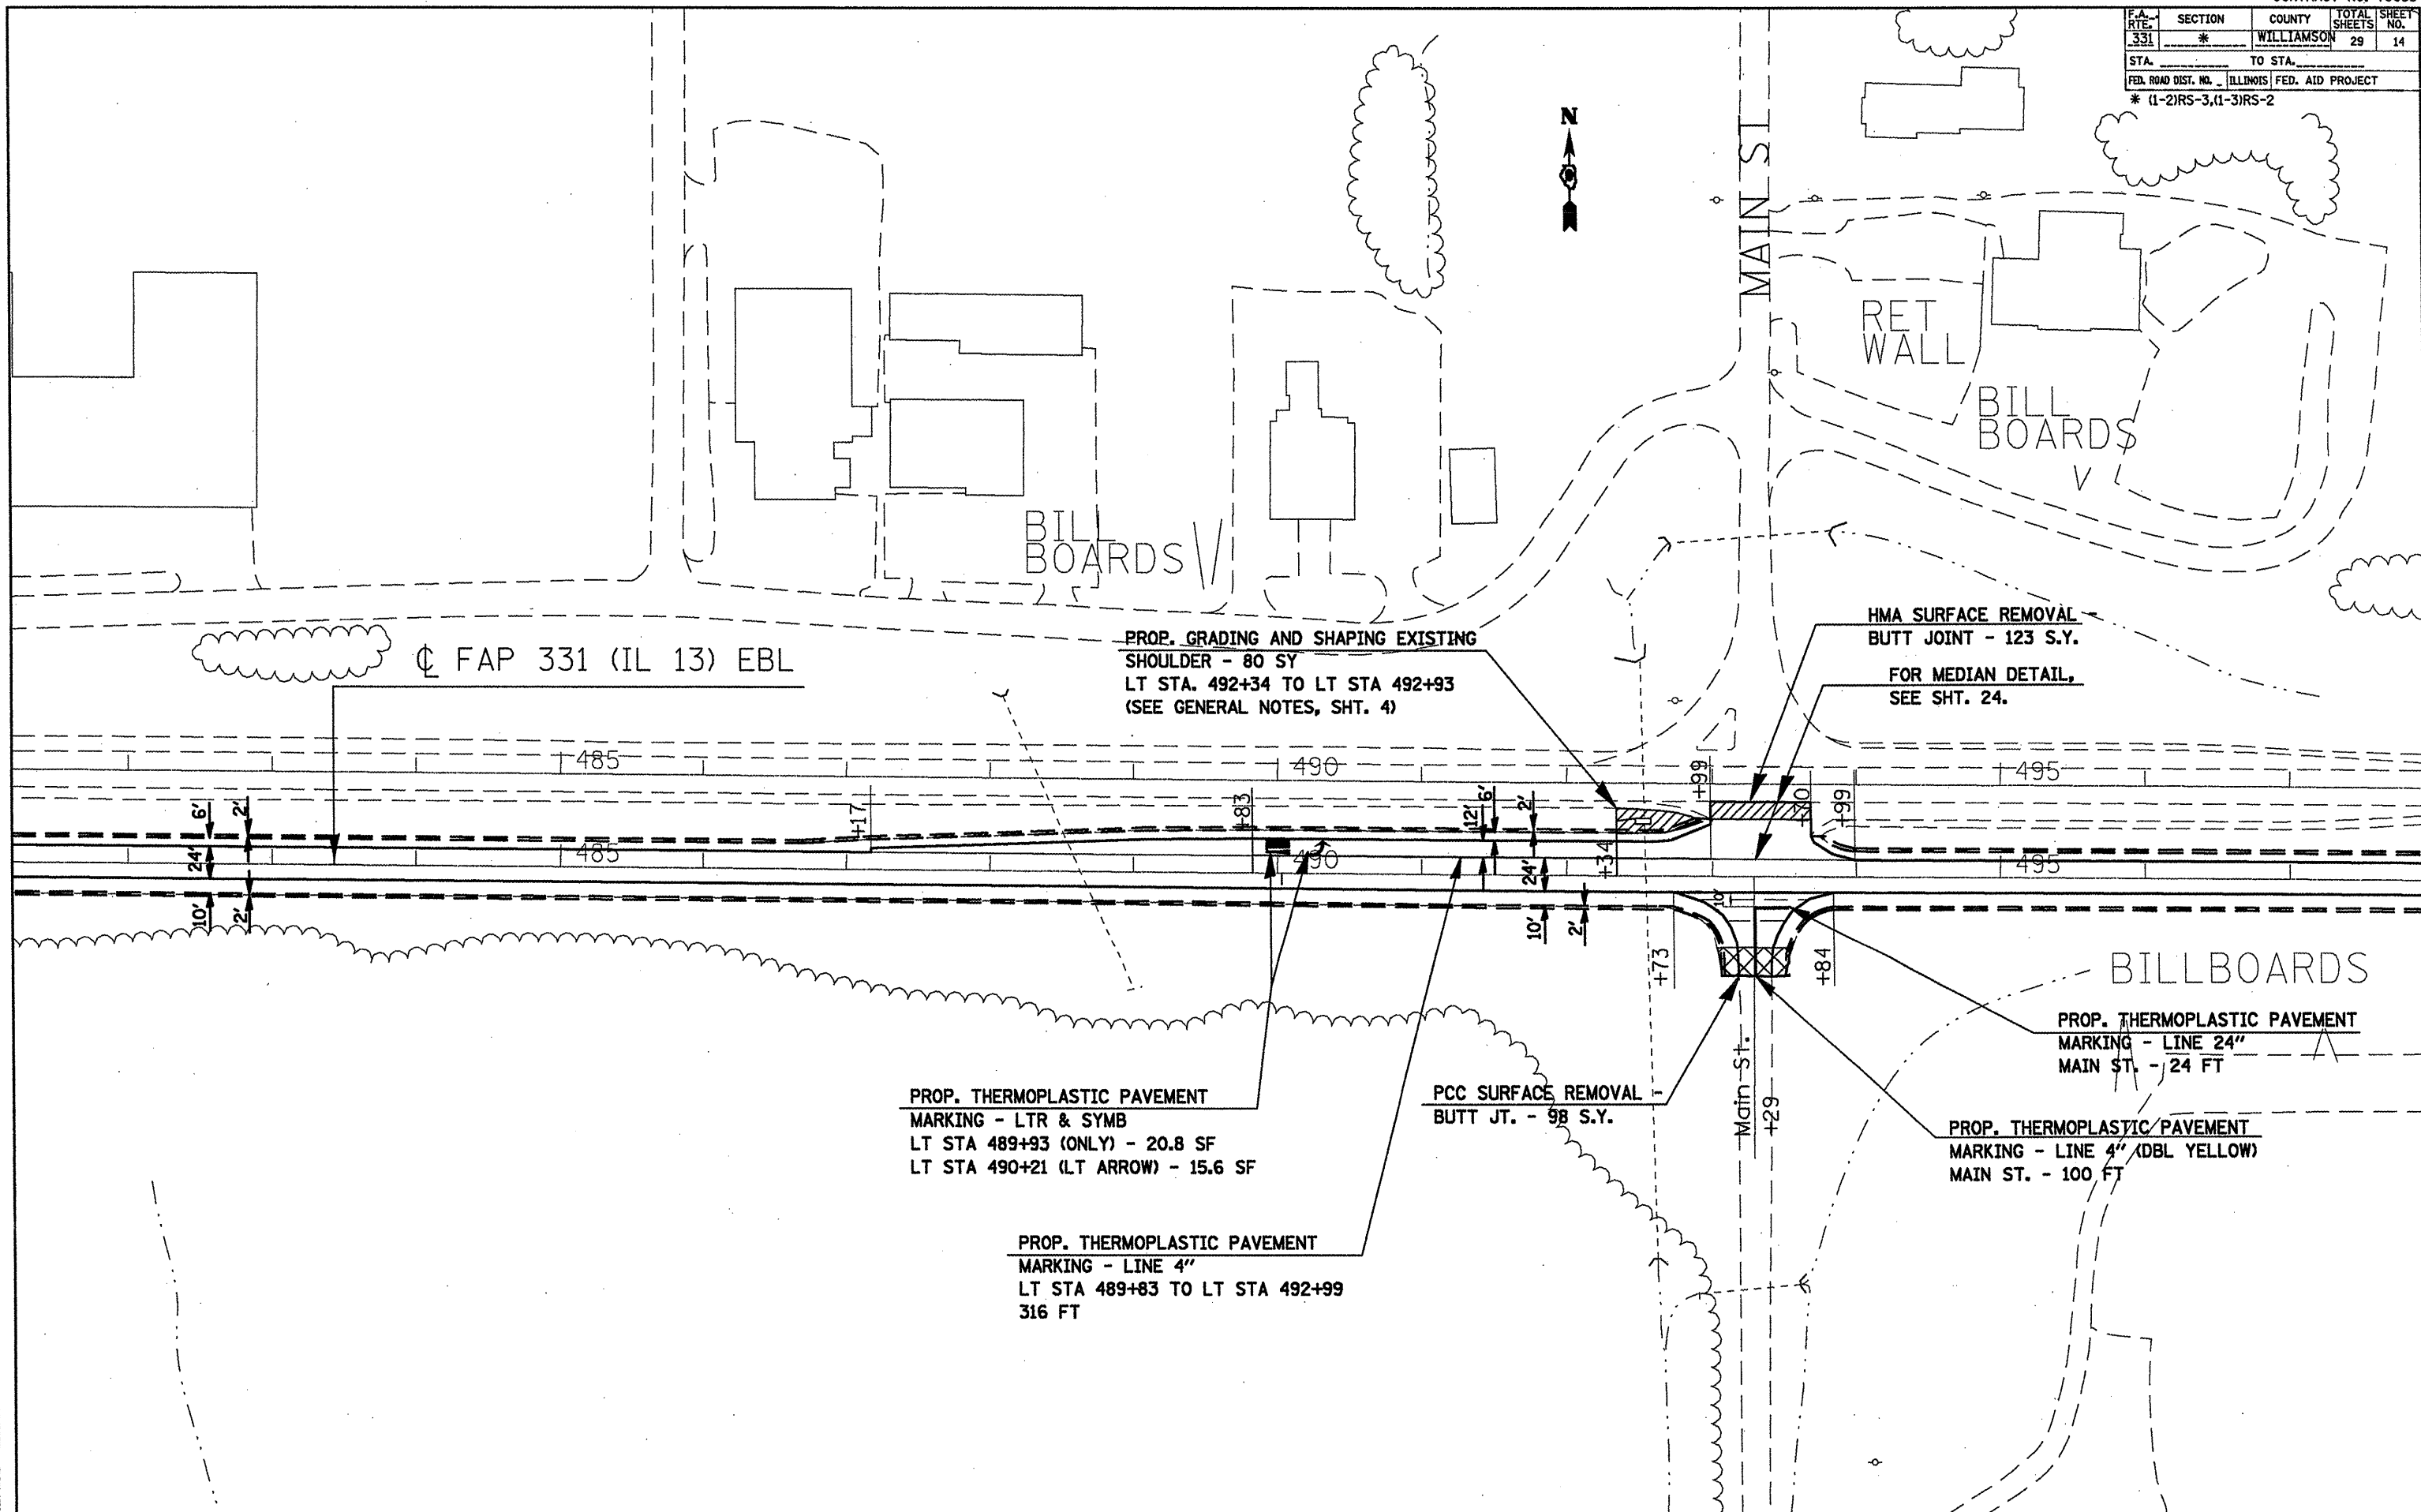 F.A. RTE. SECTION COUNTY TOTAL SHEETS SHEET NO.
331 * WILLIAMSON 29 14
STA. TO STA.
FED. ROAD DIST. NO. ILLINOIS FED. AID PROJECT
* (1-2)RS-3,(1-3)RS-2
N
MAIN ST
RET
WALL
BILL
BOARDS
BILL
BOARDS
℄ FAP 331 (IL 13) EBL
PROP. GRADING AND SHAPING EXISTING
SHOULDER - 80 SY
LT STA. 492+34 TO LT STA 492+93
(SEE GENERAL NOTES, SHT. 4)
HMA SURFACE REMOVAL -
BUTT JOINT - 123 S.Y.
FOR MEDIAN DETAIL,
SEE SHT. 24.
485
490
495
+99
+17
+83
6'
2'
12'
6'
2'
+99
485
490
495
24'
+34
24'
10'
2'
10'
2'
10'
+73
+84
BILLBOARDS
PROP. THERMOPLASTIC PAVEMENT
MARKING - LINE 24"
MAIN ST. - 24 FT
PROP. THERMOPLASTIC PAVEMENT
MARKING - LTR & SYMB
LT STA 489+93 (ONLY) - 20.8 SF
LT STA 490+21 (LT ARROW) - 15.6 SF
PCC SURFACE REMOVAL -
BUTT JT. - 98 S.Y.
Main St.
+29
PROP. THERMOPLASTIC PAVEMENT
MARKING - LINE 4" (DBL YELLOW)
MAIN ST. - 100 FT
PROP. THERMOPLASTIC PAVEMENT
MARKING - LINE 4"
LT STA 489+83 TO LT STA 492+99
316 FT